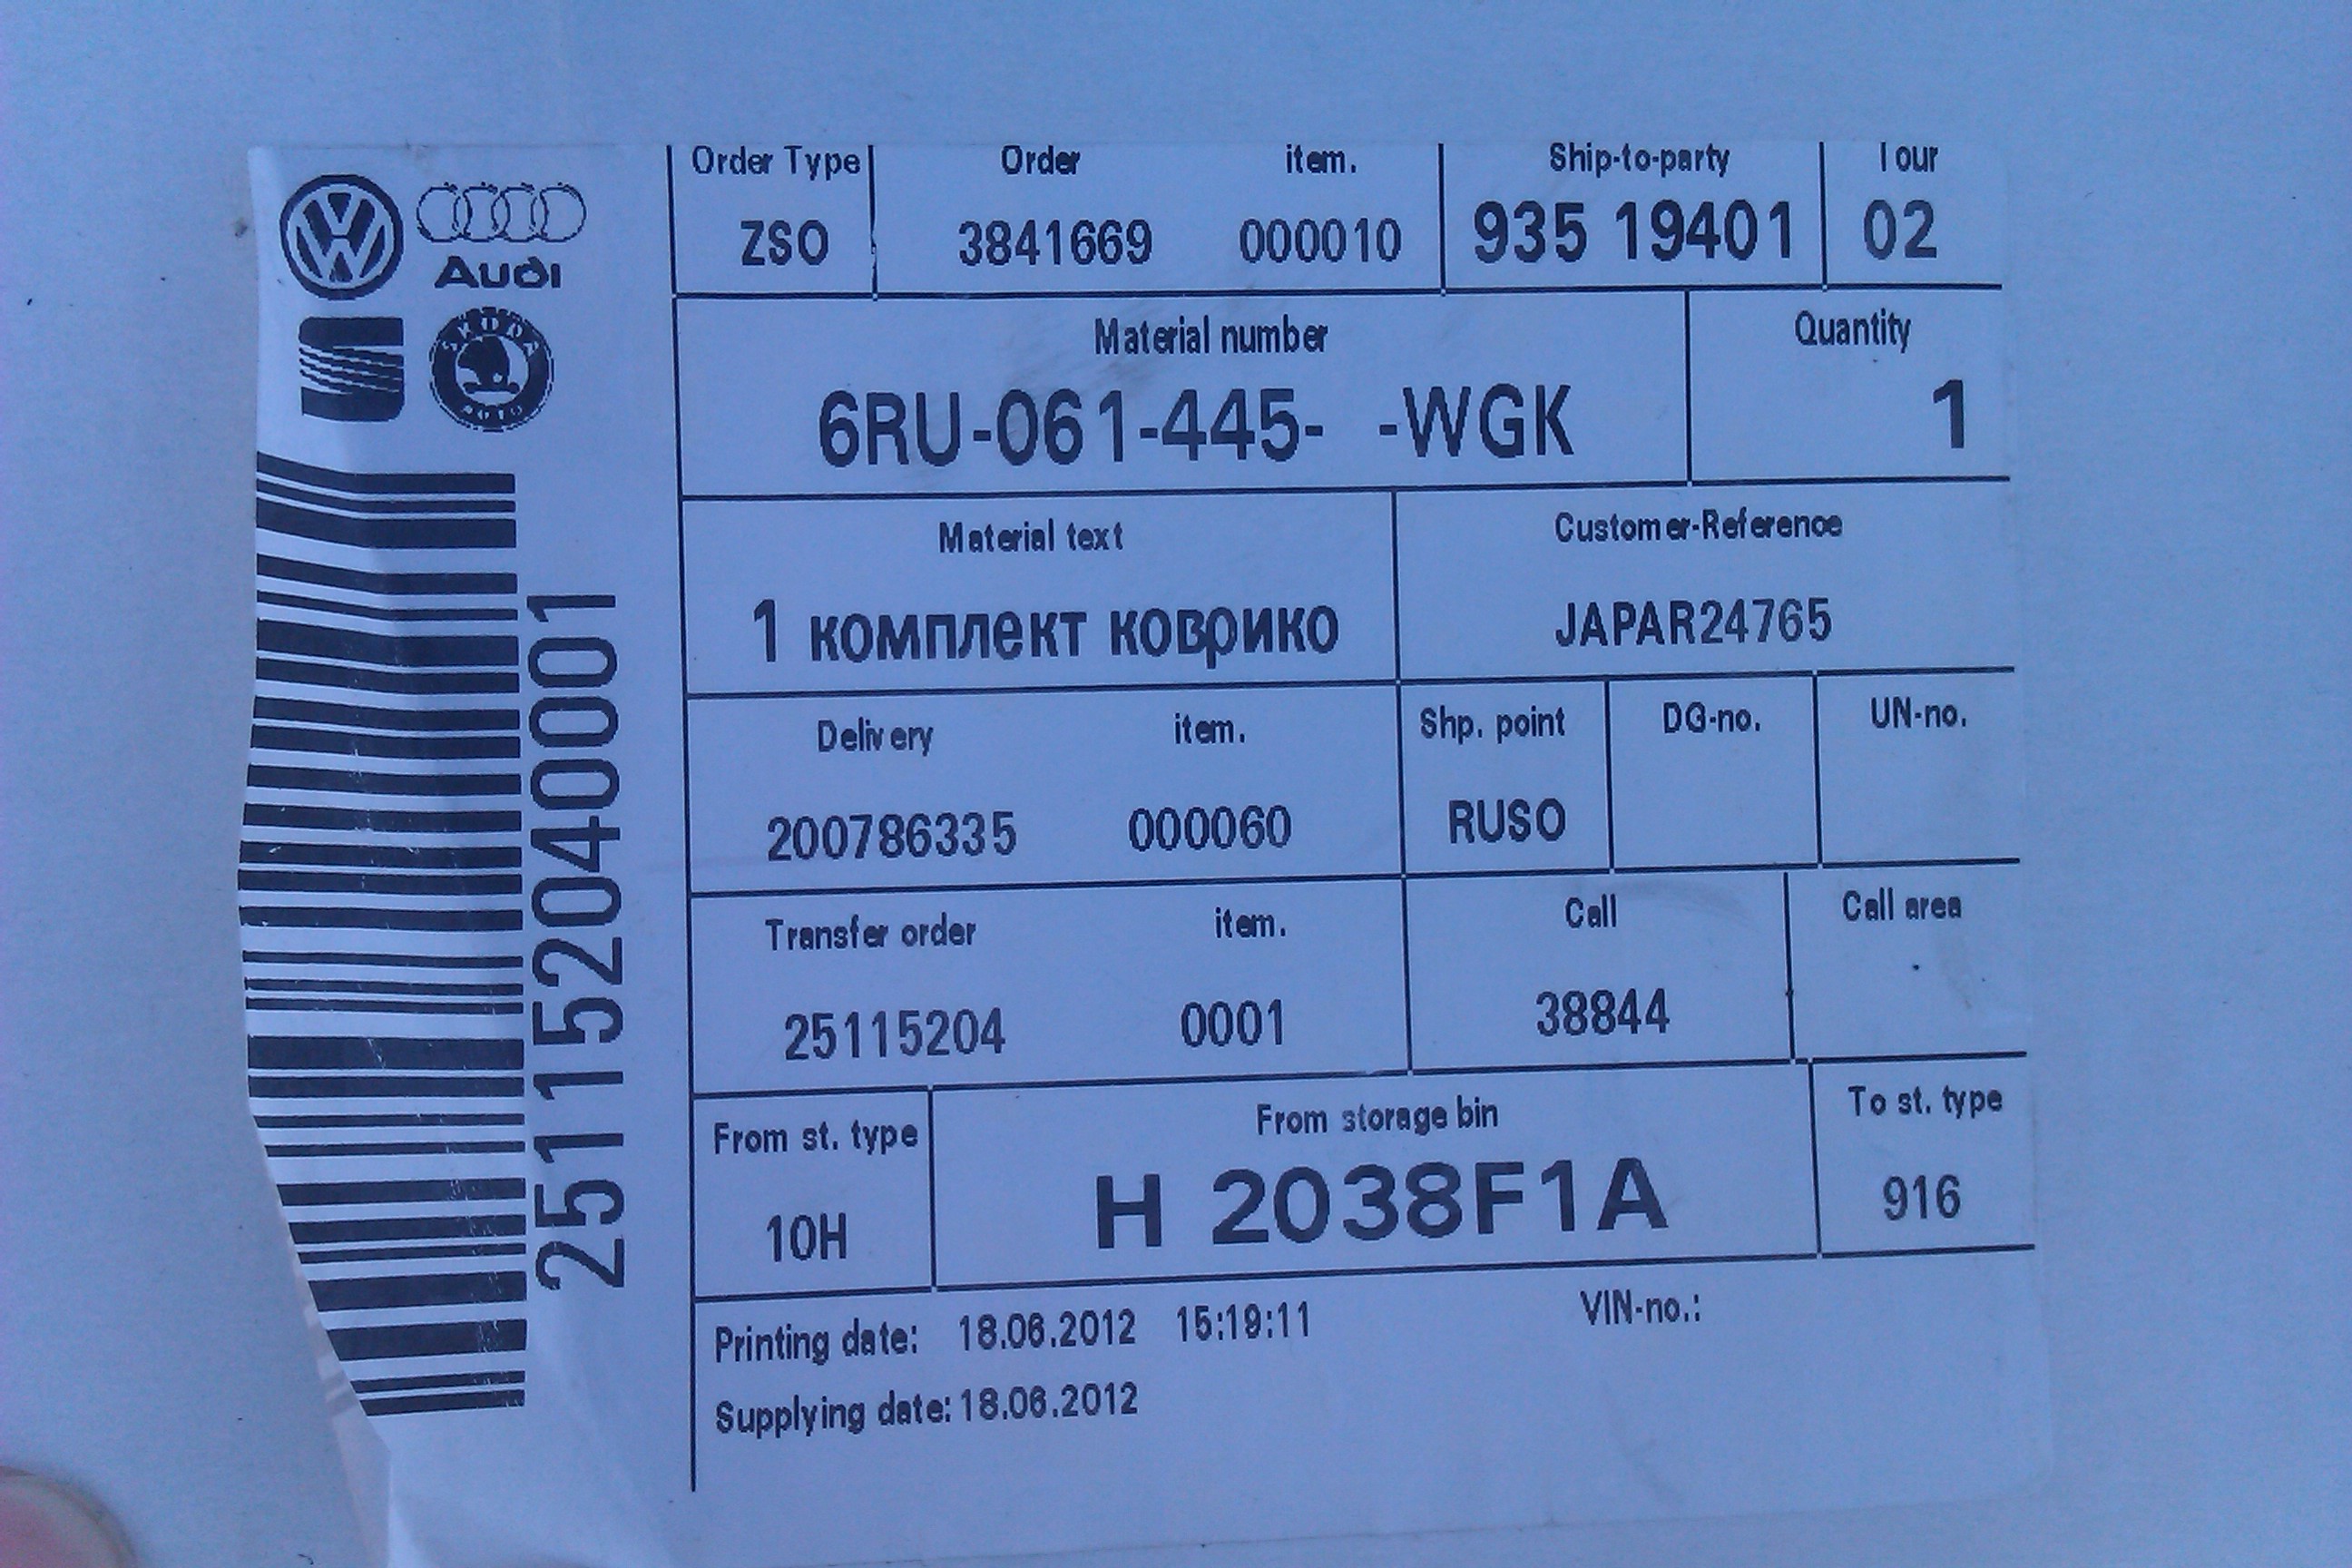 Order Type Order item. Ship-to-party Tour
ZSO 3841669 000010 935 19401 02
Audi
SKODA
AUTO
Material number Quantity
6RU-061-445- -WGK 1
Material text Customer-Reference
1 комплект коврико JAPAR24765
Delivery item. Shp. point DG-no. UN-no.
200786335 000060 RUSO
Transfer order item. Call Call area
25115204 0001 38844
From st. type From storage bin To st. type
10H H 2038F1A 916
Printing date: 18.06.2012 15:19:11 VIN-no.:
Supplying date: 18.06.2012
251152040001